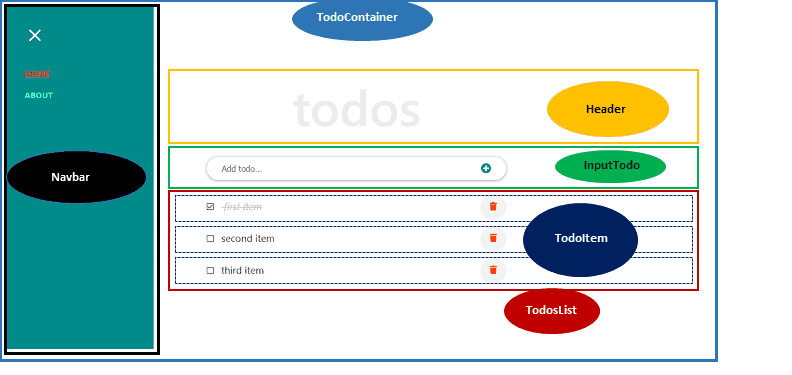 TodoContainer
HOME
ABOUT
Navbar
todos
Header
Add todo...
InputTodo
first item
second item
third item
TodoItem
TodosList